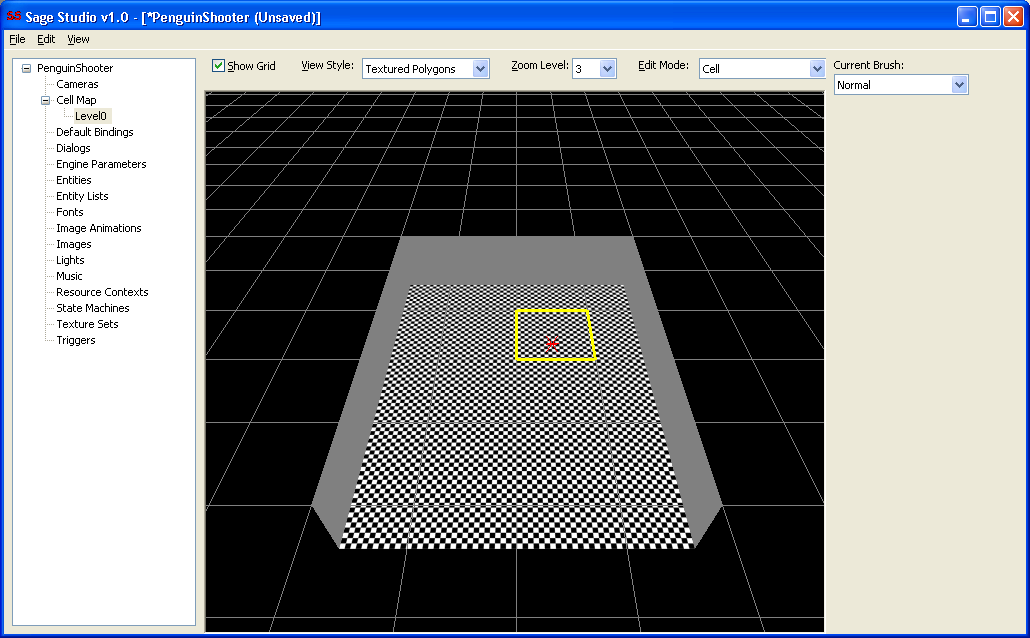 SS Sage Studio v1.0 - [*PenguinShooter (Unsaved)]
File Edit View
Show Grid View Style: Textured Polygons Zoom Level: 3 Edit Mode: Cell Current Brush:
Normal
PenguinShooter
Cameras
Cell Map
Level0
Default Bindings
Dialogs
Engine Parameters
Entities
Entity Lists
Fonts
Image Animations
Images
Lights
Music
Resource Contexts
State Machines
Texture Sets
Triggers